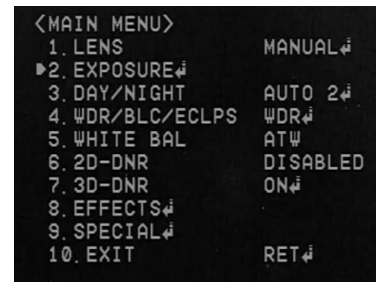 <MAIN MENU>
1. LENS MANUAL↲
▶2. EXPOSURE↲
3. DAY/NIGHT AUTO 2↲
4. WDR/BLC/ECLPS WDR↲
5. WHITE BAL ATW
6. 2D-DNR DISABLED
7. 3D-DNR ON↲
8. EFFECTS↲
9. SPECIAL↲
10. EXIT RET↲